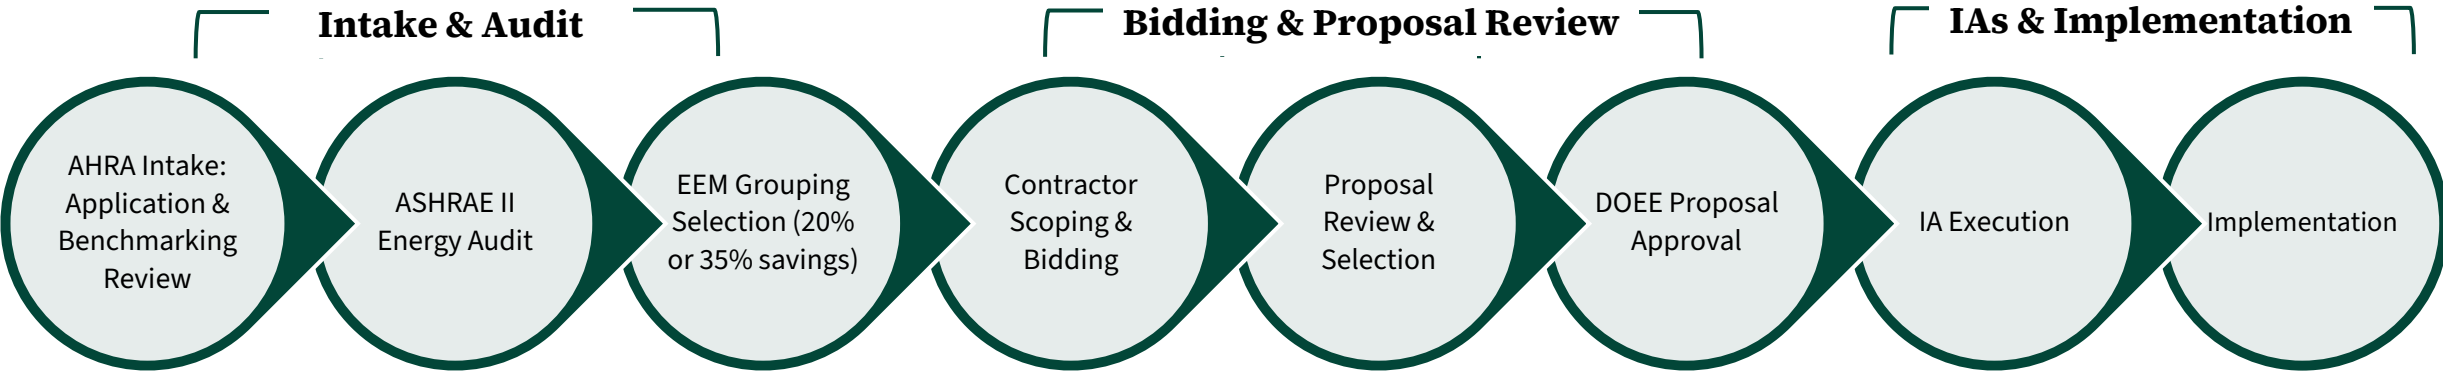 Intake & Audit
Bidding & Proposal Review
IAs & Implementation
AHRA Intake:
Application &
Benchmarking
Review
ASHRAE II
Energy Audit
EEM Grouping
Selection (20%
or 35% savings)
Contractor
Scoping &
Bidding
Proposal
Review &
Selection
DOEE Proposal
Approval
IA Execution
Implementation